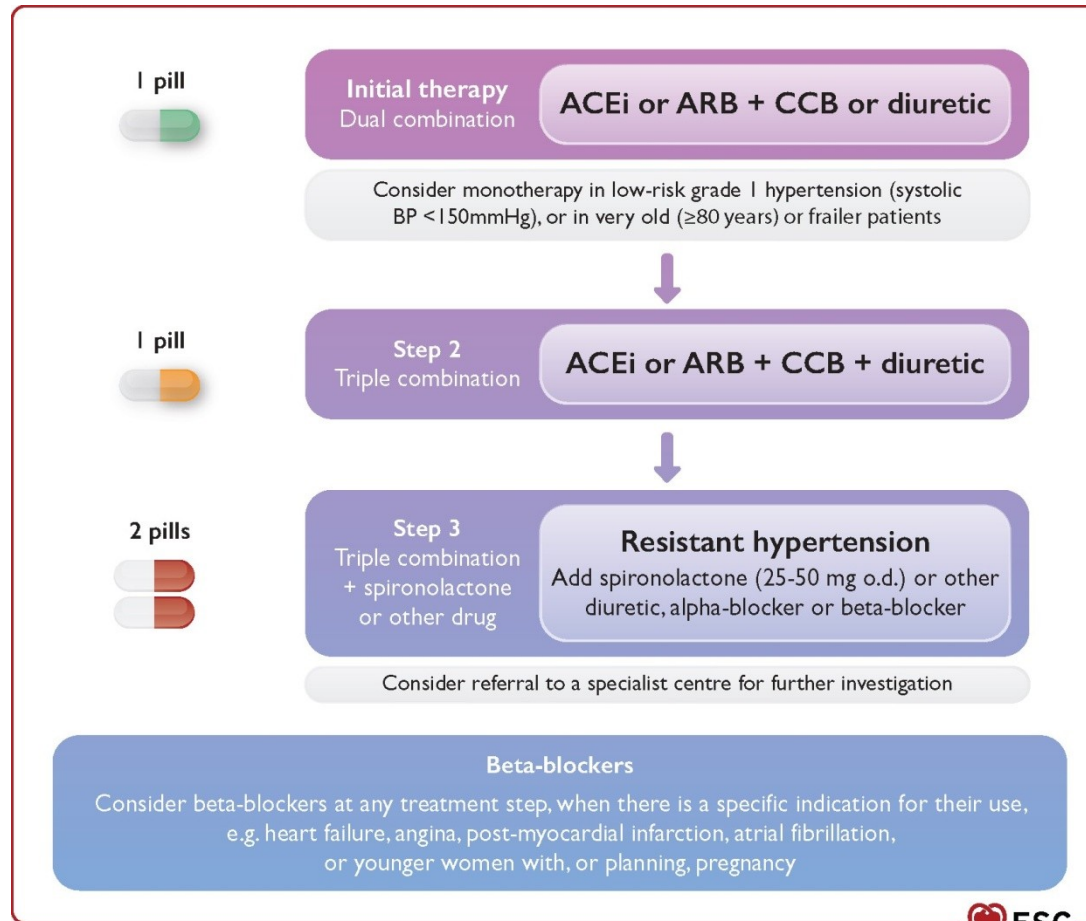 1 pill
Initial therapy
Dual combination
ACEi or ARB + CCB or diuretic
Consider monotherapy in low-risk grade 1 hypertension (systolic
BP <150mmHg), or in very old (≥80 years) or frailer patients
1 pill
Step 2
Triple combination
ACEi or ARB + CCB + diuretic
2 pills
Step 3
Triple combination
+ spironolactone
or other drug
Resistant hypertension
Add spironolactone (25-50 mg o.d.) or other
diuretic, alpha-blocker or beta-blocker
Consider referral to a specialist centre for further investigation
Beta-blockers
Consider beta-blockers at any treatment step, when there is a specific indication for their use,
e.g. heart failure, angina, post-myocardial infarction, atrial fibrillation,
or younger women with, or planning, pregnancy
ESC